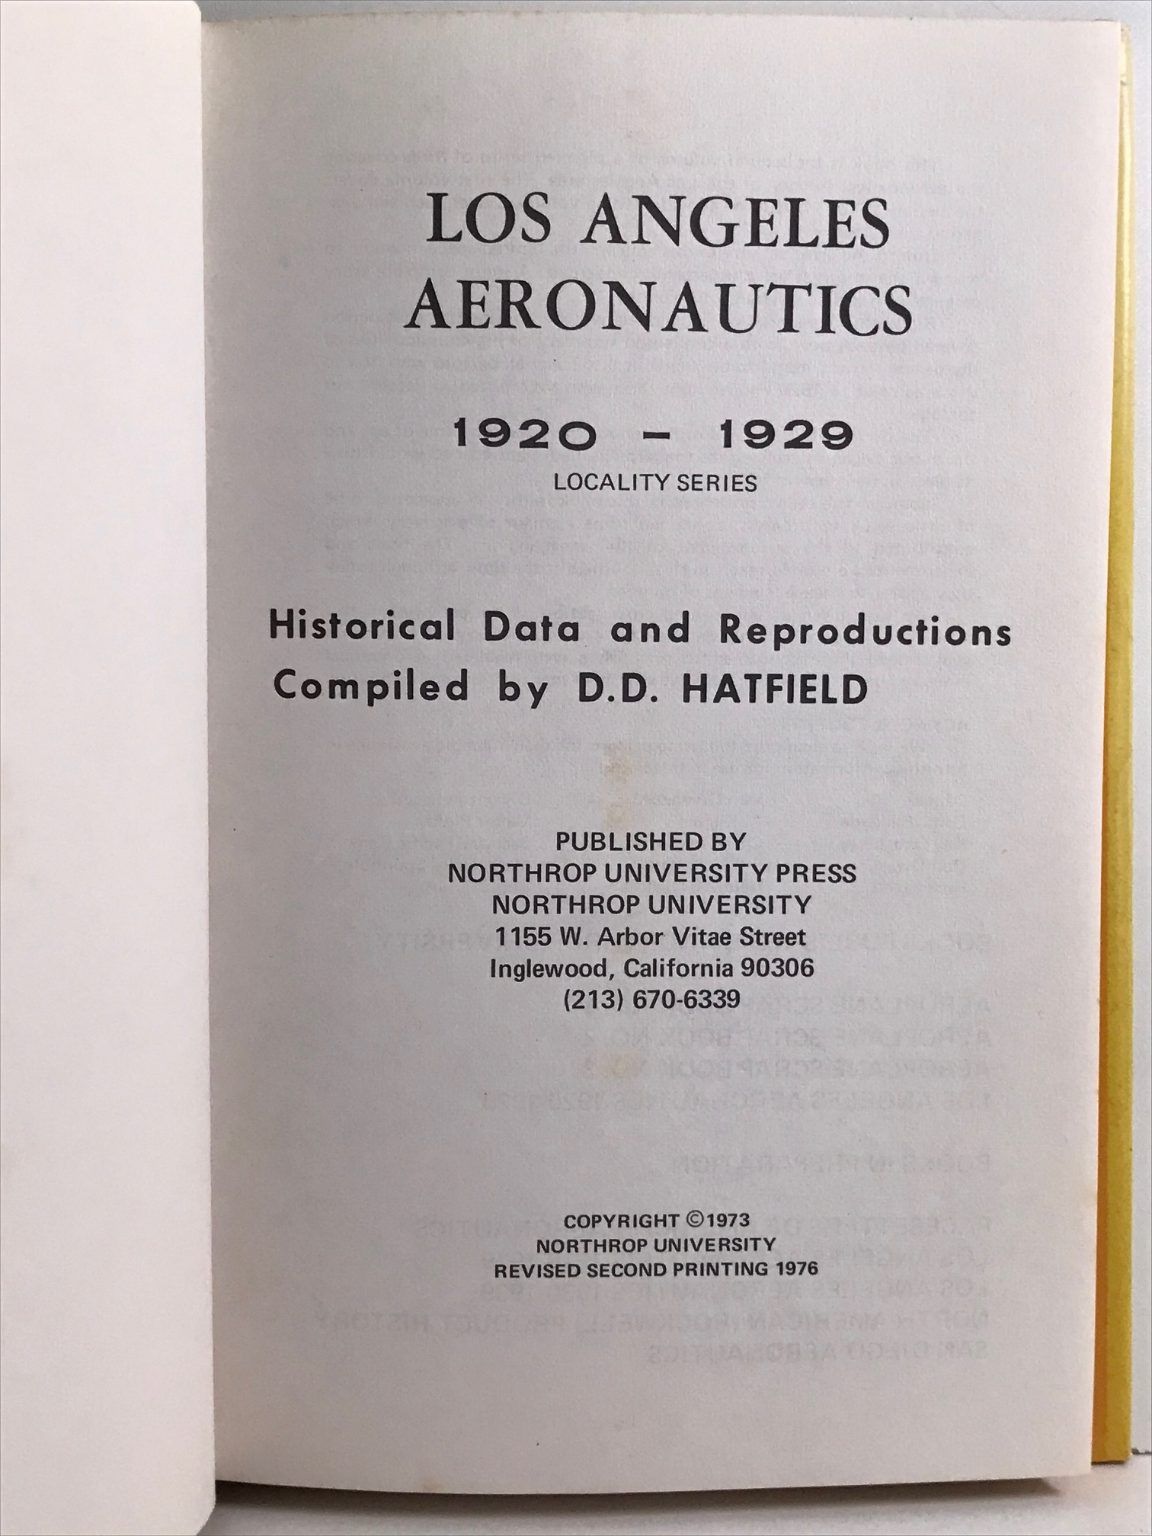 LOS ANGELES
AERONAUTICS
1920 – 1929
LOCALITY SERIES
Historical Data and Reproductions
Compiled by D.D. HATFIELD
PUBLISHED BY
NORTHROP UNIVERSITY PRESS
NORTHROP UNIVERSITY
1155 W. Arbor Vitae Street
Inglewood, California 90306
(213) 670-6339
COPYRIGHT ©1973
NORTHROP UNIVERSITY
REVISED SECOND PRINTING 1976